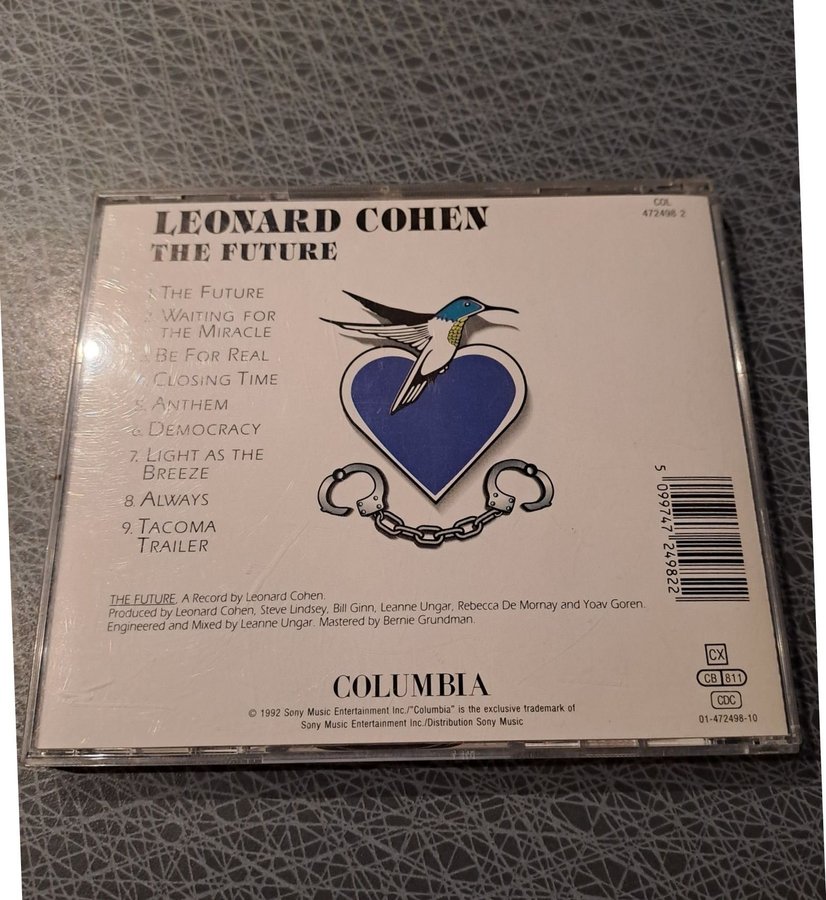 LEONARD COHEN
THE FUTURE
COL
472498 2
1. THE FUTURE
2. WAITING FOR
THE MIRACLE
3. BE FOR REAL
4. CLOSING TIME
5. ANTHEM
6. DEMOCRACY
7. LIGHT AS THE
BREEZE
8. ALWAYS
9. TACOMA
TRAILER
5 099747 249822
THE FUTURE, A Record by Leonard Cohen.
Produced by Leonard Cohen, Steve Lindsey, Bill Ginn, Leanne Ungar, Rebecca De Mornay and Yoav Goren.
Engineered and Mixed by Leanne Ungar. Mastered by Bernie Grundman.
CX
CB 811
CDC
01-472498-10
COLUMBIA
© 1992 Sony Music Entertainment Inc./"Columbia" is the exclusive trademark of
Sony Music Entertainment Inc./Distribution Sony Music